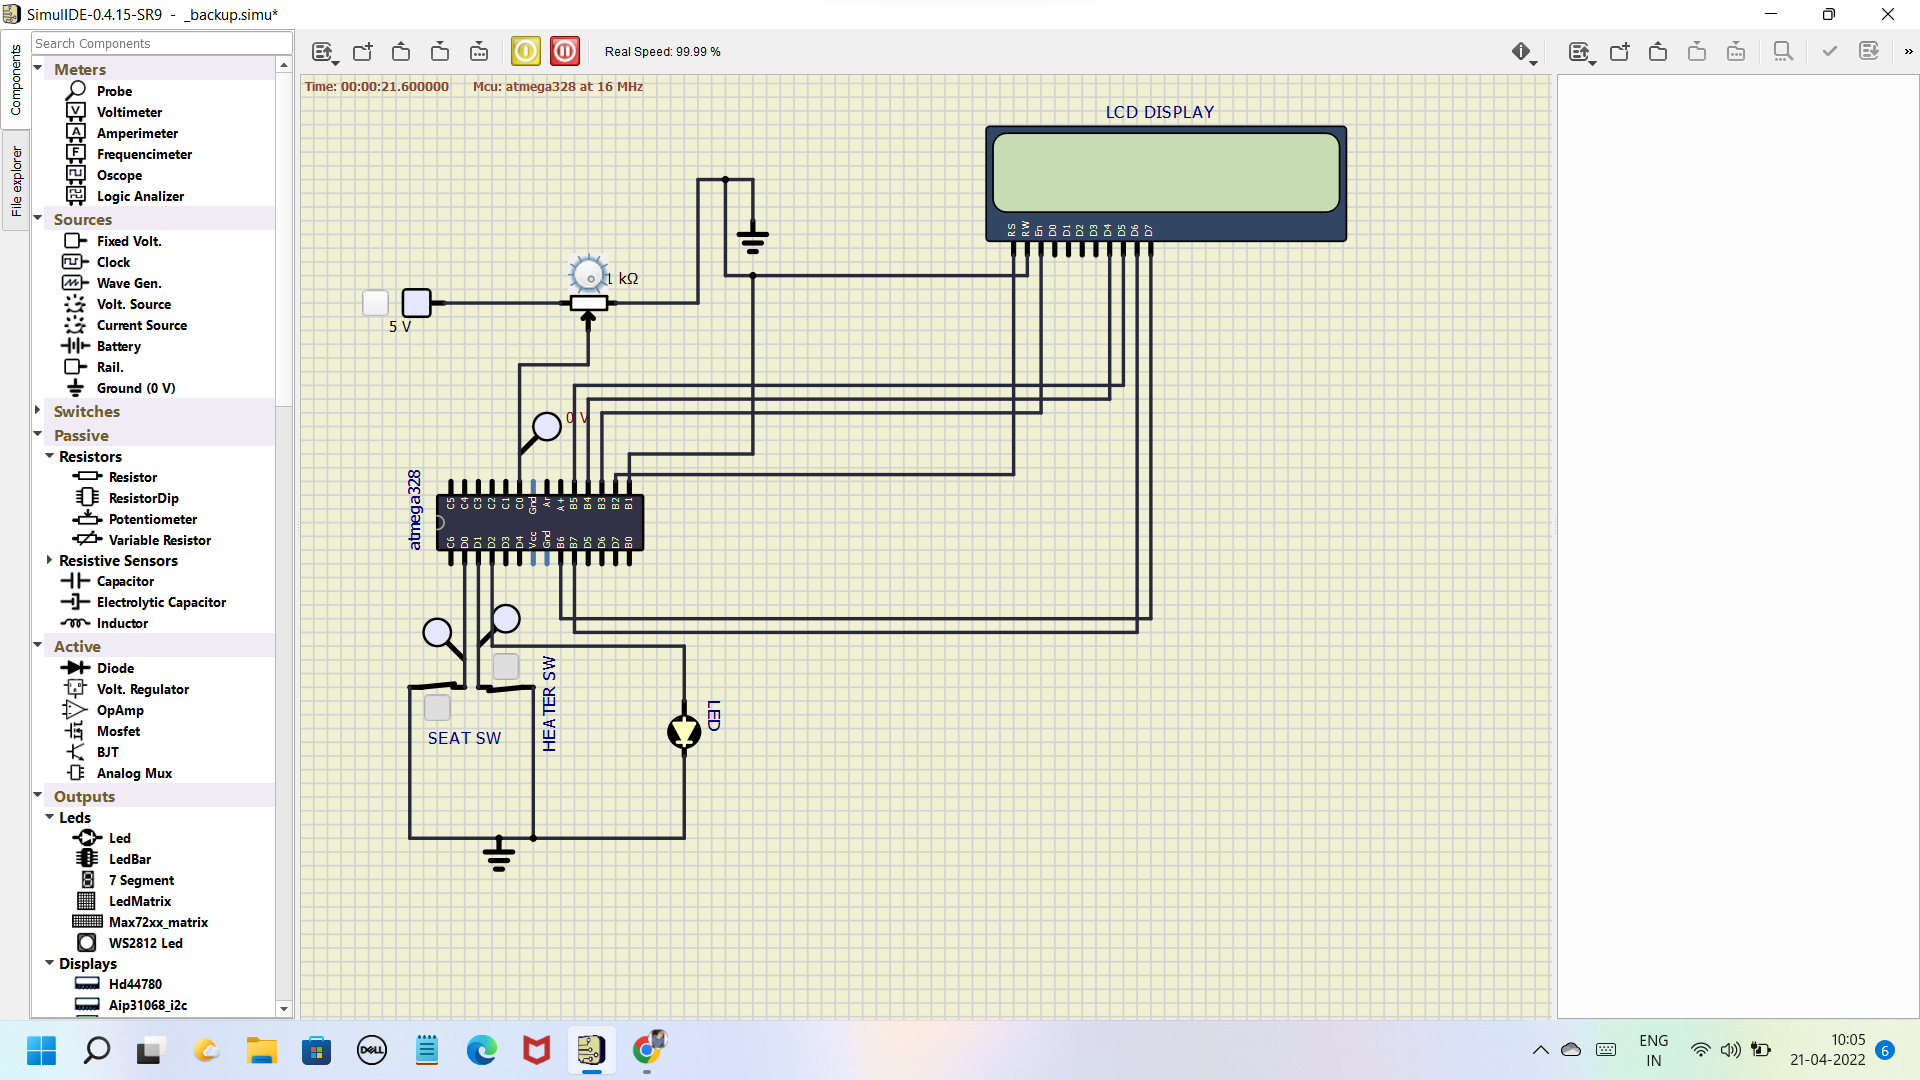 SimulIDE-0.4.15-SR9 - _backup.simu*
Components
File explorer
Search Components
Meters
Probe
Voltimeter
Amperimeter
Frequencimeter
Oscope
Logic Analizer
Sources
Fixed Volt.
Clock
Wave Gen.
Volt. Source
Current Source
Battery
Rail.
Ground (0 V)
Switches
Passive
Resistors
Resistor
ResistorDip
Potentiometer
Variable Resistor
Resistive Sensors
Capacitor
Electrolytic Capacitor
Inductor
Active
Diode
Volt. Regulator
OpAmp
Mosfet
BJT
Analog Mux
Outputs
Leds
Led
LedBar
7 Segment
LedMatrix
Max72xx_matrix
WS2812 Led
Displays
Hd44780
Aip31068_i2c
Real Speed: 99.99 %
»
Time: 00:00:21.600000 Mcu: atmega328 at 16 MHz
LCD DISPLAY
RS RW En D0 D1 D2 D3 D4 D5 D6 D7
1 kΩ
5 V
0 V
atmega328
C5 C4 C3 C2 C1 C0 Gnd Ar A+ B5 B4 B3 B2 B1
C6 D0 D1 D2 D3 D4 Vcc Gnd B6 B7 D5 D6 D7 B0
SEAT SW
HEATER SW
LED
DELL
ENG
IN
10:05
21-04-2022
6